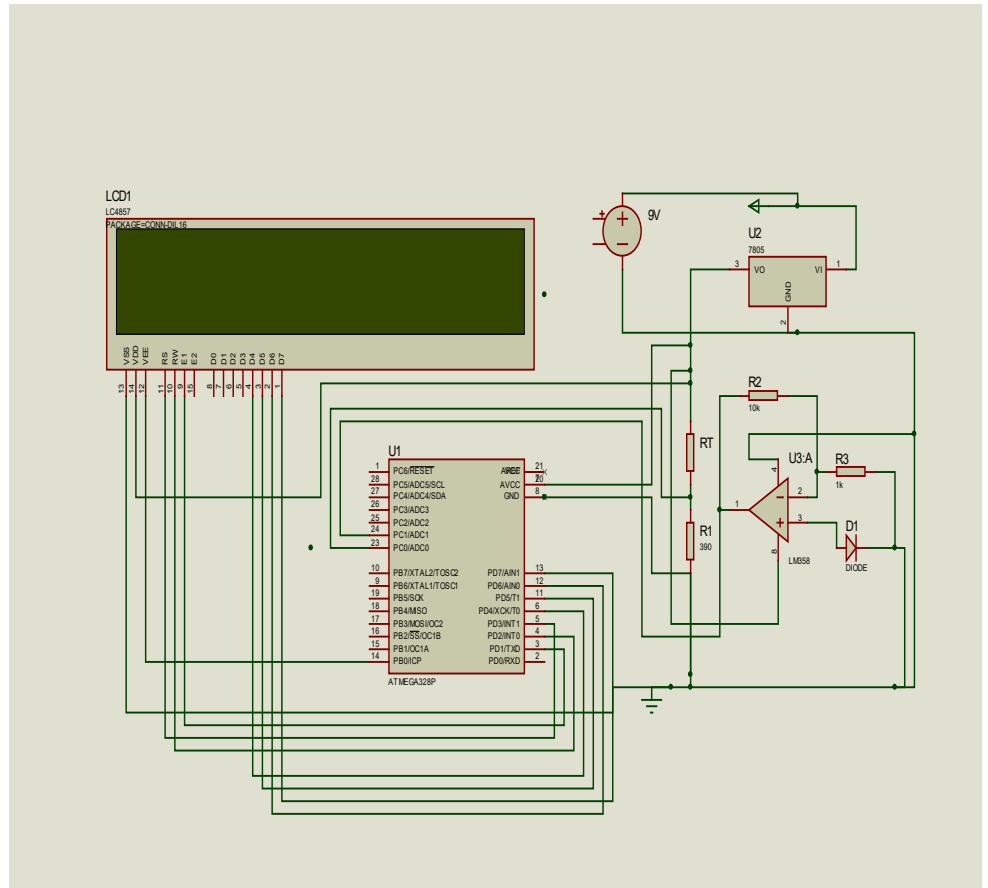 LCD1
LC4857
PACKAGE=CONN-DIL16
VSS VDD VEE RS RW E1 E2 D0 D1 D2 D3 D4 D5 D6 D7
13 14 12 11 10 9 15 8 7 6 5 4 3 2 1
+
+
9V
U2
7805
3 VO VI 1
GND
2
R2
10k
RT
R1
390
U3:A
4
1
2
3
8
LM358
R3
1k
D1
DIODE
U1
1 PC6/RESET 21
28 PC5/ADC5/SCL AVCC 20
27 PC4/ADC4/SDA GND 8
26 PC3/ADC3
25 PC2/ADC2
24 PC1/ADC1
23 PC0/ADC0
10 PB7/XTAL2/TOSC2 PD7/AIN1 13
9 PB6/XTAL1/TOSC1 PD6/AIN0 12
19 PB5/SCK PD5/T1 11
18 PB4/MISO PD4/XCK/T0 6
17 PB3/MOSI/OC2 PD3/INT1 5
16 PB2/SS/OC1B PD2/INT0 4
15 PB1/OC1A PD1/TXD 3
14 PB0/ICP PD0/RXD 2
ATMEGA328P